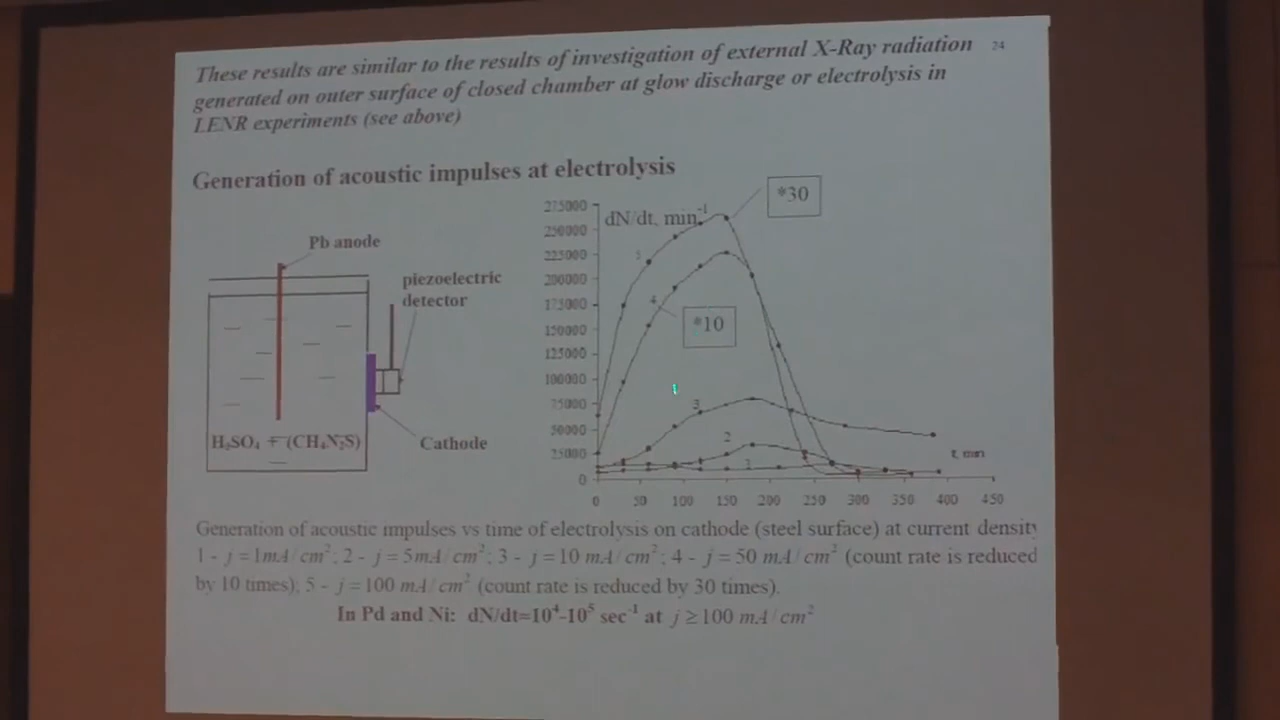 These results are similar to the results of investigation of external X-Ray radiation
24
generated on outer surface of closed chamber at glow discharge or electrolysis in
LENR experiments (see above)
Generation of acoustic impulses at electrolysis
Pb anode
piezoelectric
detector
H₂SO₄ + (CH₄N₂S)
Cathode
dN/dt, min⁻¹
*30
*10
275000
250000
225000
200000
175000
150000
125000
100000
75000
50000
25000
0
5
4
3
2
1
t, min
0 50 100 150 200 250 300 350 400 450
Generation of acoustic impulses vs time of electrolysis on cathode (steel surface) at current density
1 - j = 1mA/cm²; 2 - j = 5mA/cm²; 3 - j = 10 mA/cm²; 4 - j = 50 mA/cm² (count rate is reduced
by 10 times); 5 - j = 100 mA/cm² (count rate is reduced by 30 times).
In Pd and Ni: dN/dt=10⁴-10⁵ sec⁻¹ at j ≥ 100 mA/cm²